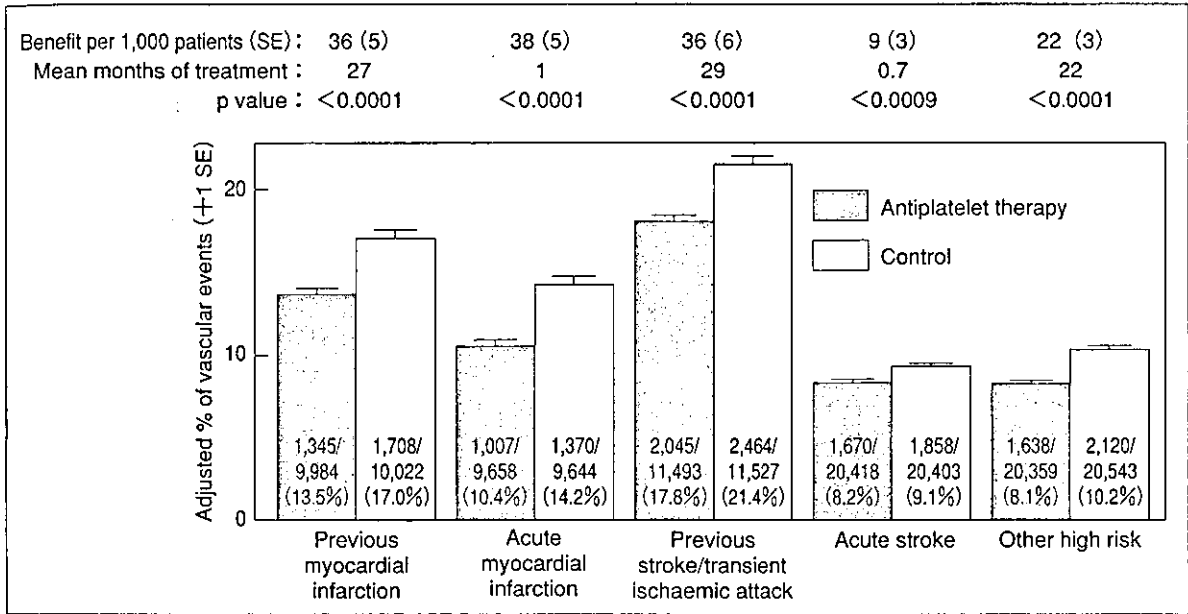 Benefit per 1,000 patients (SE): 36 (5) 38 (5) 36 (6) 9 (3) 22 (3)
Mean months of treatment : 27 1 29 0.7 22
p value : <0.0001 <0.0001 <0.0001 <0.0009 <0.0001
Adjusted % of vascular events (+1 SE)
20
10
0
Antiplatelet therapy
Control
1,345/ 1,708/ 1,007/ 1,370/ 2,045/ 2,464/ 1,670/ 1,858/ 1,638/ 2,120/
9,984 10,022 9,658 9,644 11,493 11,527 20,418 20,403 20,359 20,543
(13.5%) (17.0%) (10.4%) (14.2%) (17.8%) (21.4%) (8.2%) (9.1%) (8.1%) (10.2%)
Previous
myocardial
infarction
Acute
myocardial
infarction
Previous
stroke/transient
ischaemic attack
Acute stroke
Other high risk